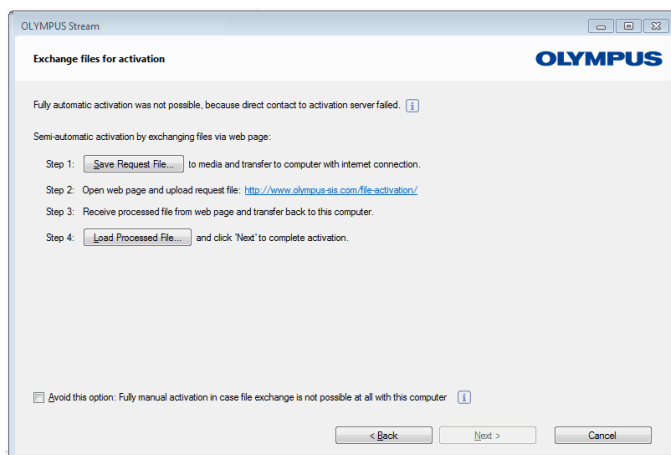 OLYMPUS Stream
Exchange files for activation
OLYMPUS
Fully automatic activation was not possible, because direct contact to activation server failed. i
Semi-automatic activation by exchanging files via web page:
Step 1: Save Request File... to media and transfer to computer with internet connection.
Step 2: Open web page and upload request file: http://www.olympus-sis.com/file-activation/
Step 3: Receive processed file from web page and transfer back to this computer.
Step 4: Load Processed File... and click 'Next' to complete activation.
Avoid this option: Fully manual activation in case file exchange is not possible at all with this computer i
< Back Next > Cancel